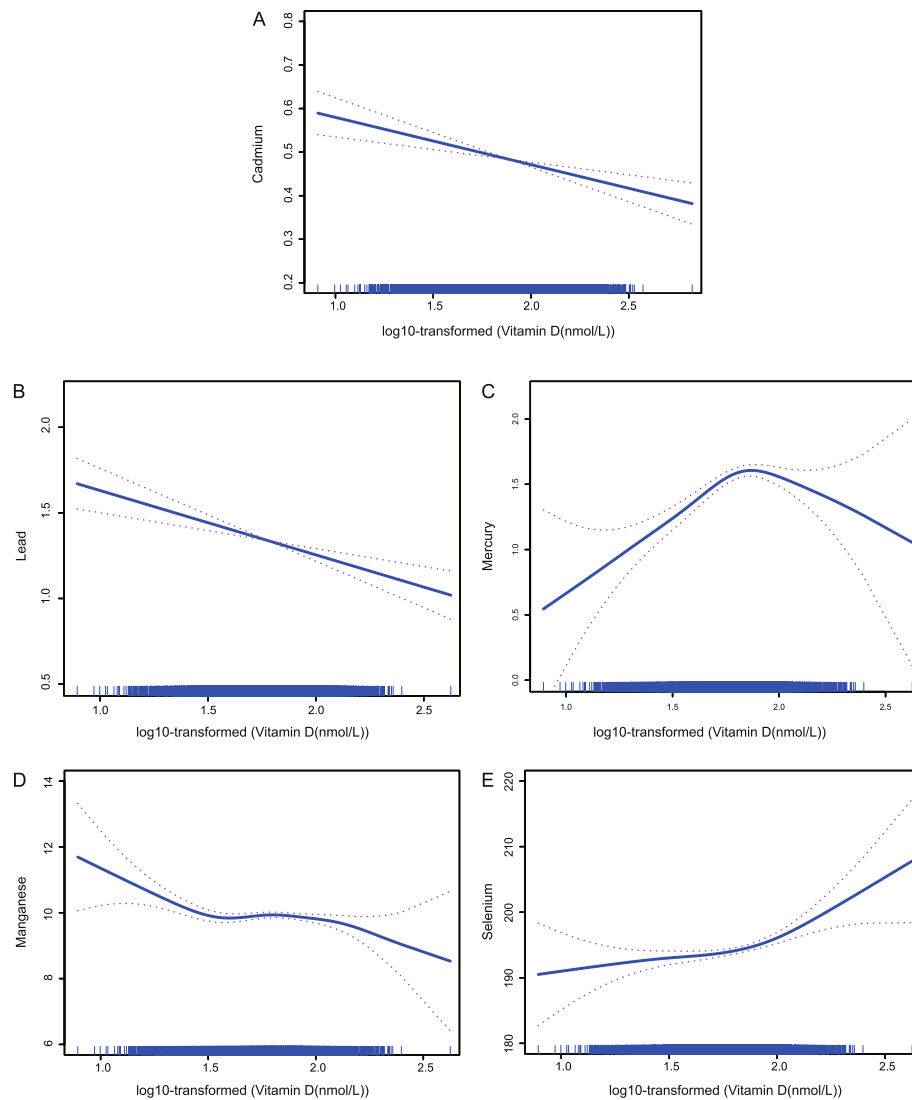 A
0.8
0.7
0.6
0.5
0.4
0.3
0.2
Cadmium
1.0 1.5 2.0 2.5
log10-transformed (Vitamin D(nmol/L))
B
2.0
1.5
1.0
0.5
Lead
1.0 1.5 2.0 2.5
log10-transformed (Vitamin D(nmol/L))
C
2.0
1.5
1.0
0.5
0.0
Mercury
1.0 1.5 2.0 2.5
log10-transformed (Vitamin D(nmol/L))
D
14
12
10
8
6
Manganese
1.0 1.5 2.0 2.5
log10-transformed (Vitamin D(nmol/L))
E
220
210
200
190
180
Selenium
1.0 1.5 2.0 2.5
log10-transformed (Vitamin D(nmol/L))